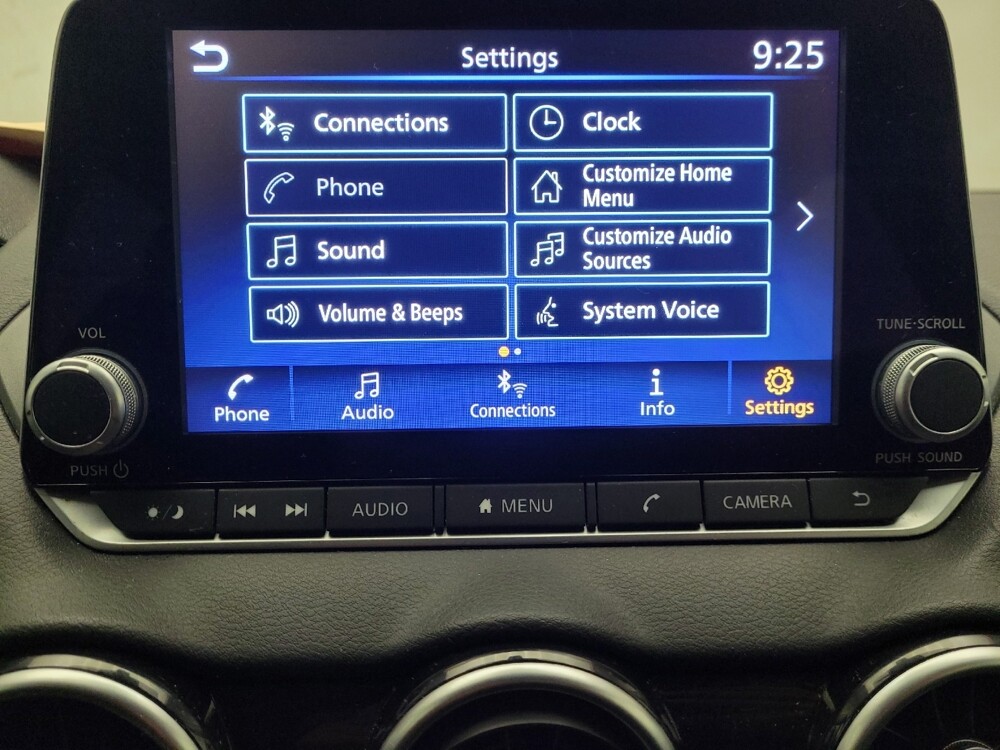 Settings
9:25
Connections
Clock
Phone
Customize Home
Menu
Sound
Customize Audio
Sources
Volume & Beeps
System Voice
Phone
Audio
Connections
Info
Settings
VOL
TUNE·SCROLL
PUSH
PUSH SOUND
AUDIO
MENU
CAMERA